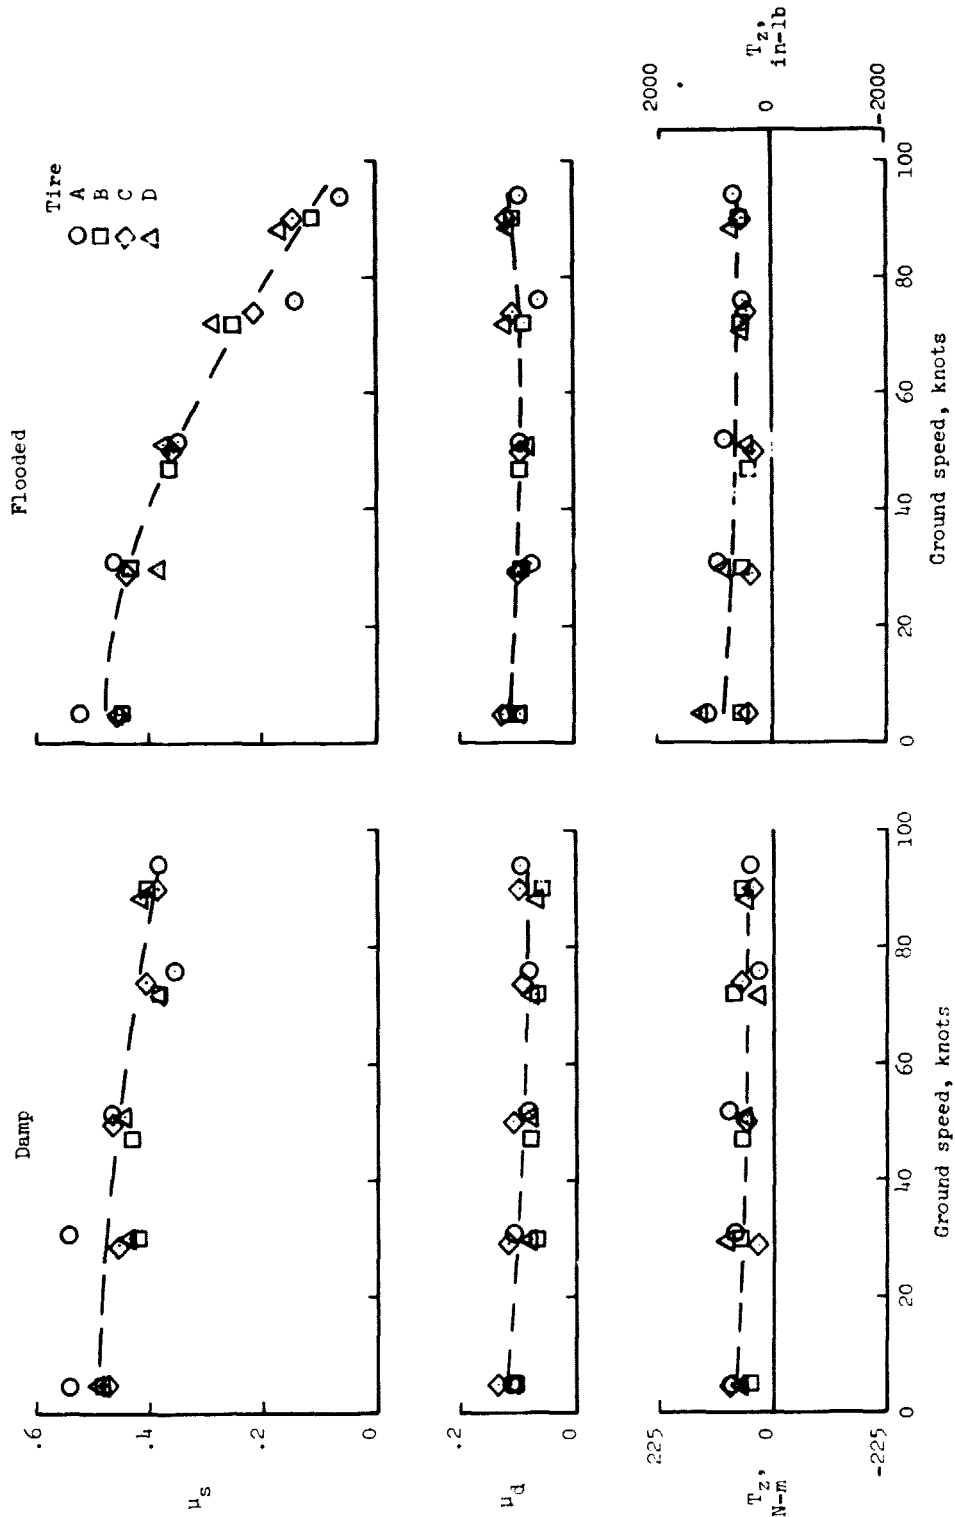 Damp
Flooded
Tire
A
B
C
D
.6
.4
.2
0
μs
.2
0
μd
225
0
-225
Tz,
N-m
2000
0
-2000
Tz,
in-lb
0 20 40 60 80 100
Ground speed, knots
0 20 40 60 80 100
Ground speed, knots